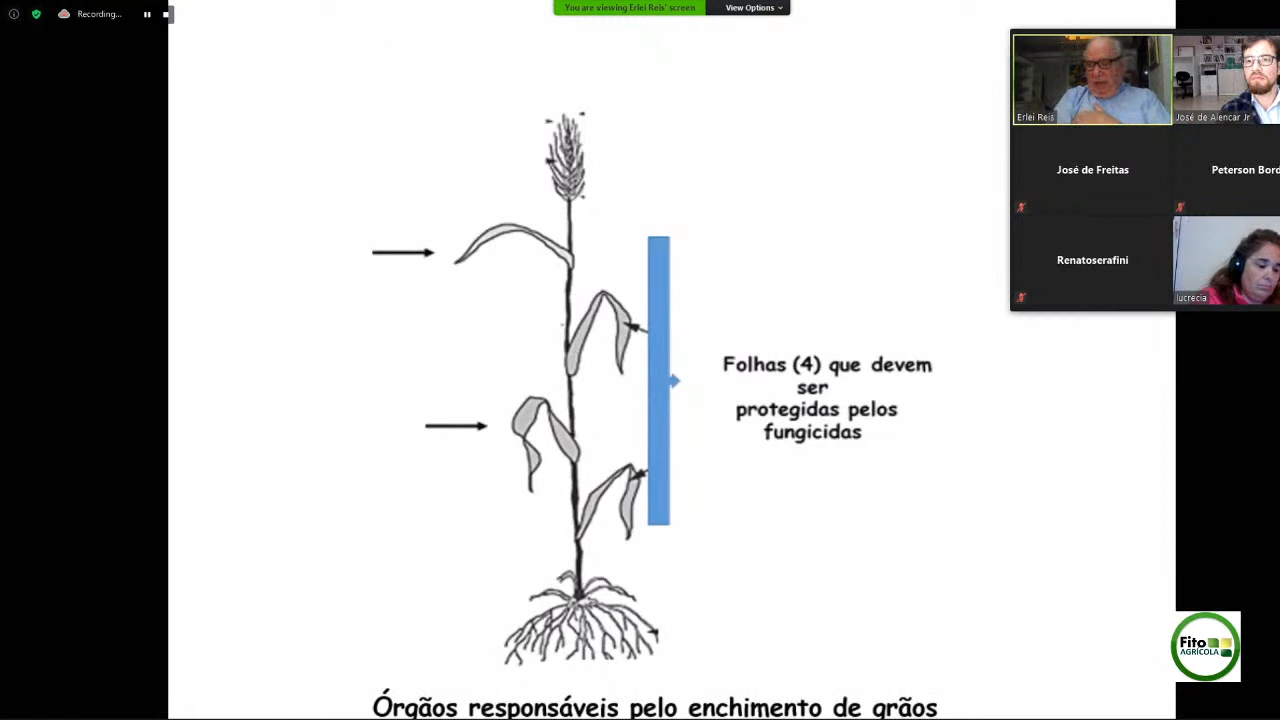 Recording...
You are viewing Erlei Reis' screen
View Options
Erlei Reis
José de Alencar Jr
José de Freitas
Peterson Bord
Renatoserafini
lucrecia
Folhas (4) que devem
ser
protegidas pelos
fungicidas
Fito
AGRÍCOLA
Órgãos responsáveis pelo enchimento de grãos